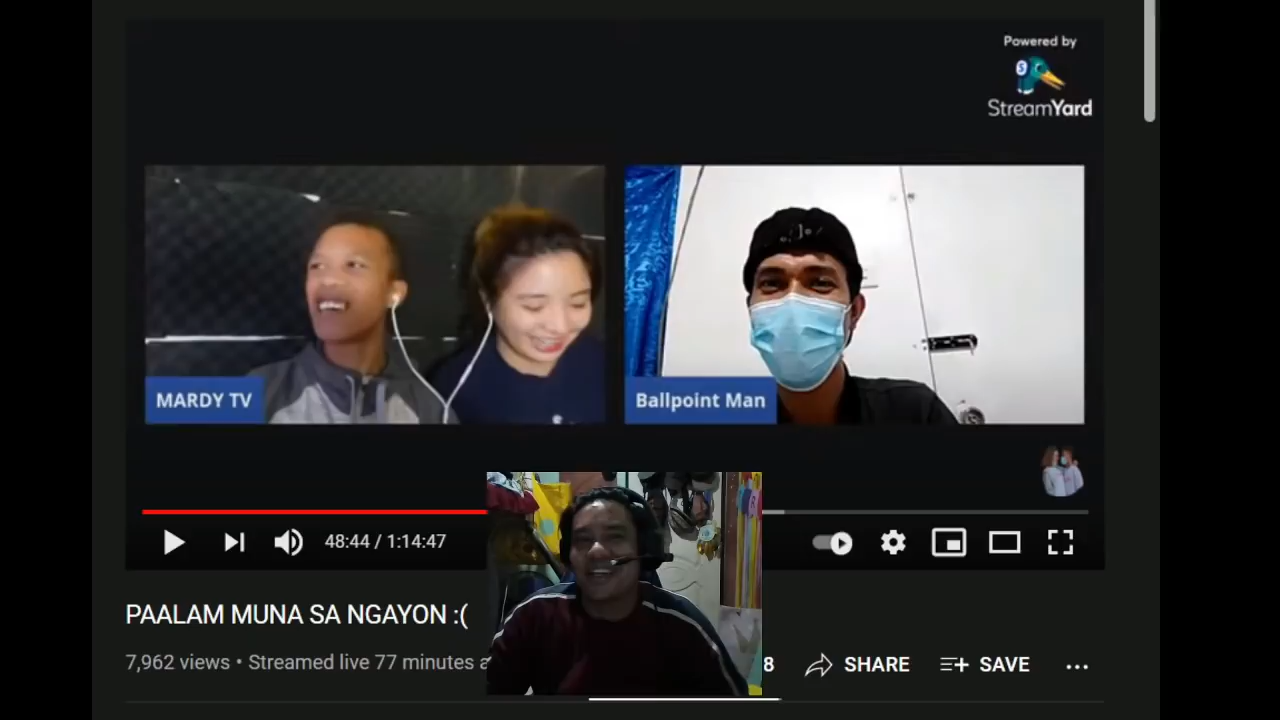 Powered by
StreamYard
MARDY TV
Ballpoint Man
48:44 / 1:14:47
PAALAM MUNA SA NGAYON :(
7,962 views • Streamed live 77 minutes
8 SHARE SAVE